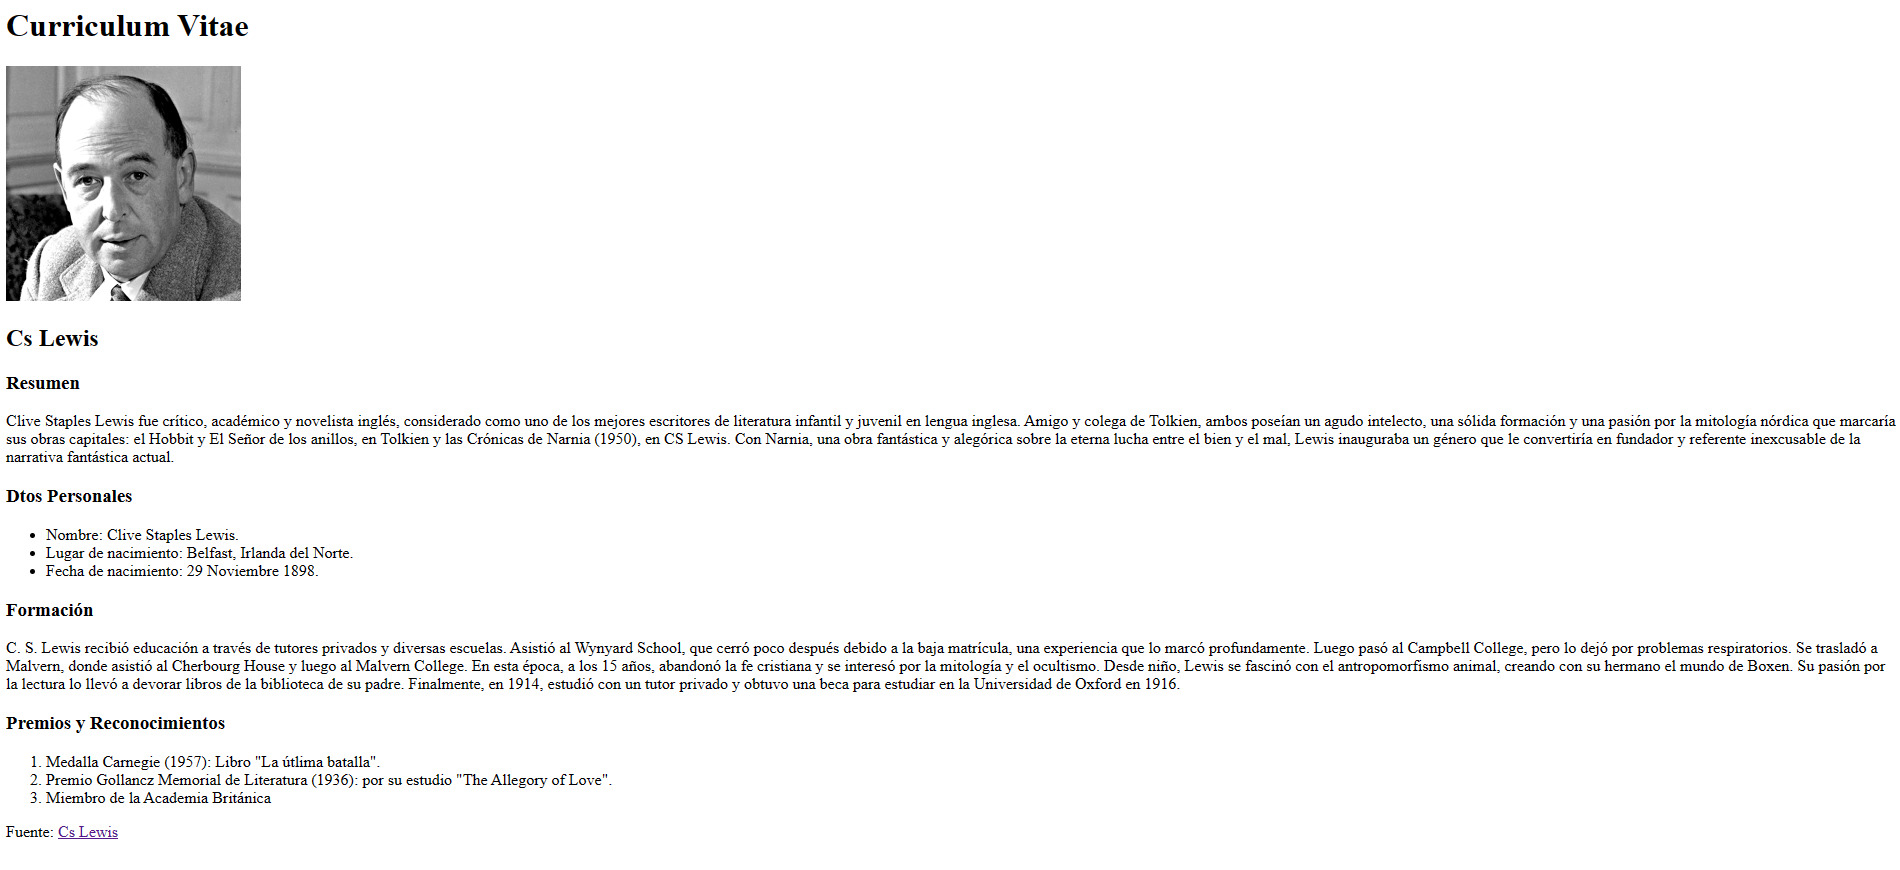 Curriculum Vitae
Cs Lewis
Resumen
Clive Staples Lewis fue crítico, académico y novelista inglés, considerado como uno de los mejores escritores de literatura infantil y juvenil en lengua inglesa. Amigo y colega de Tolkien, ambos poseían un agudo intelecto, una sólida formación y una pasión por la mitología nórdica que marcaría
sus obras capitales: el Hobbit y El Señor de los anillos, en Tolkien y las Crónicas de Narnia (1950), en CS Lewis. Con Narnia, una obra fantástica y alegórica sobre la eterna lucha entre el bien y el mal, Lewis inauguraba un género que le convertiría en fundador y referente inexcusable de la
narrativa fantástica actual.
Dtos Personales
• Nombre: Clive Staples Lewis.
• Lugar de nacimiento: Belfast, Irlanda del Norte.
• Fecha de nacimiento: 29 Noviembre 1898.
Formación
C. S. Lewis recibió educación a través de tutores privados y diversas escuelas. Asistió al Wynyard School, que cerró poco después debido a la baja matrícula, una experiencia que lo marcó profundamente. Luego pasó al Campbell College, pero lo dejó por problemas respiratorios. Se trasladó a
Malvern, donde asistió al Cherbourg House y luego al Malvern College. En esta época, a los 15 años, abandonó la fe cristiana y se interesó por la mitología y el ocultismo. Desde niño, Lewis se fascinó con el antropomorfismo animal, creando con su hermano el mundo de Boxen. Su pasión por
la lectura lo llevó a devorar libros de la biblioteca de su padre. Finalmente, en 1914, estudió con un tutor privado y obtuvo una beca para estudiar en la Universidad de Oxford en 1916.
Premios y Reconocimientos
1. Medalla Carnegie (1957): Libro "La útlima batalla".
2. Premio Gollancz Memorial de Literatura (1936): por su estudio "The Allegory of Love".
3. Miembro de la Academia Británica
Fuente: Cs Lewis